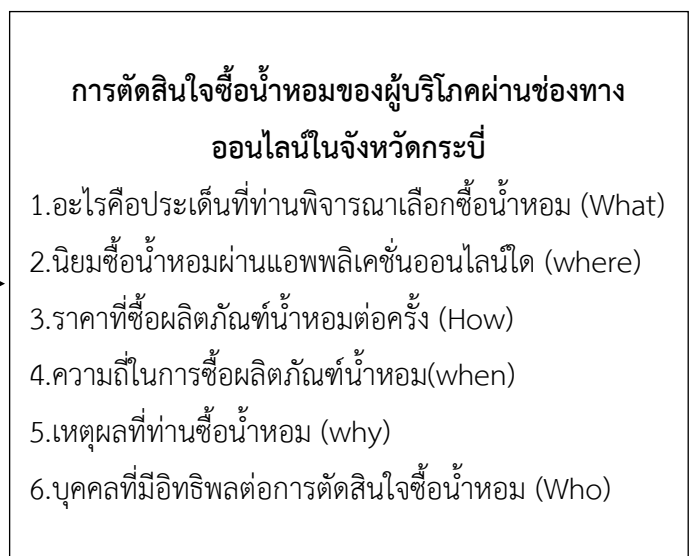 การตัดสินใจซื้อน้ำหอมของผู้บริโภคผ่านช่องทาง
ออนไลน์ในจังหวัดกระบี่
1.อะไรคือประเด็นที่ท่านพิจารณาเลือกซื้อน้ำหอม (What)
2.นิยมซื้อน้ำหอมผ่านแอพพลิเคชั่นออนไลน์ใด (where)
3.ราคาที่ซื้อผลิตภัณฑ์น้ำหอมต่อครั้ง (How)
4.ความถี่ในการซื้อผลิตภัณฑ์น้ำหอม(when)
5.เหตุผลที่ท่านซื้อน้ำหอม (why)
6.บุคคลที่มีอิทธิพลต่อการตัดสินใจซื้อน้ำหอม (Who)